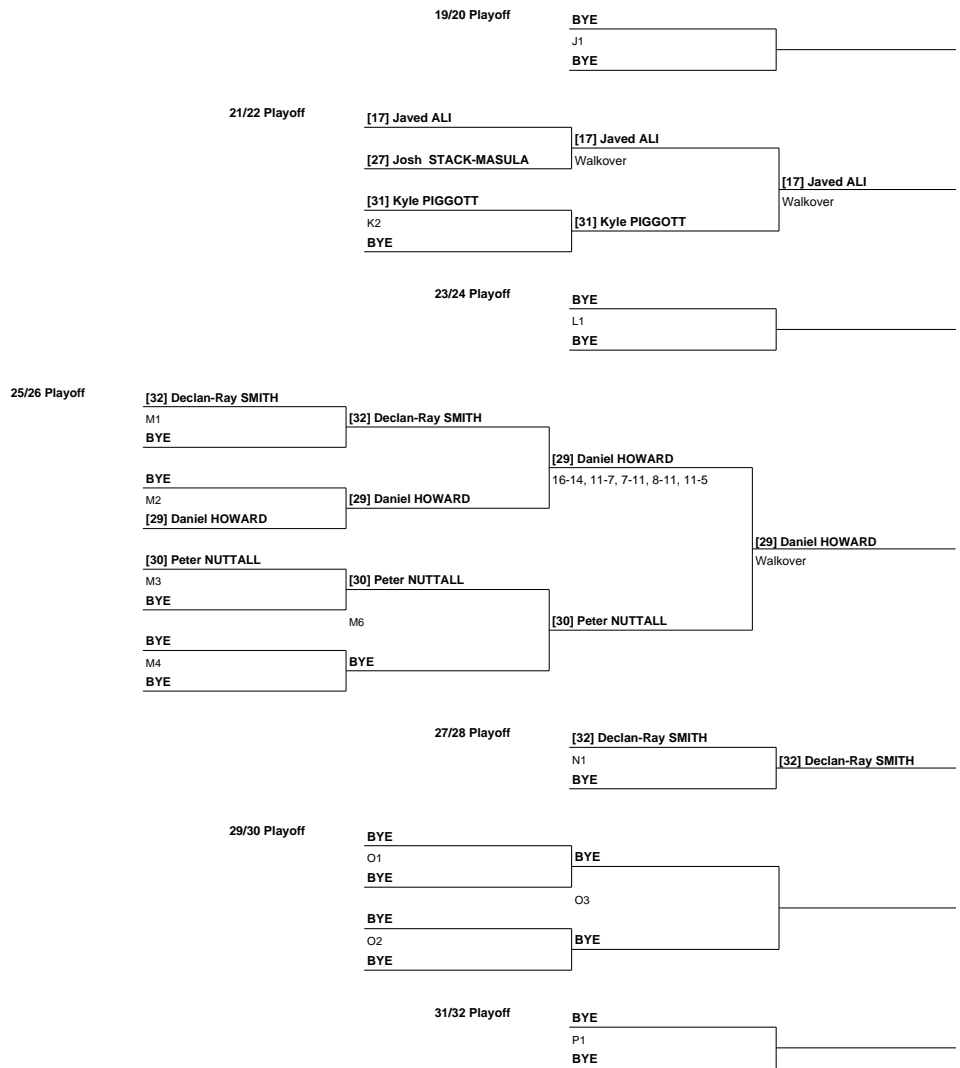 19/20 Playoff
BYE
J1
BYE
21/22 Playoff
[17] Javed ALI
[17] Javed ALI
[27] Josh  STACK-MASULA
Walkover
[17] Javed ALI
Walkover
[31] Kyle PIGGOTT
K2
[31] Kyle PIGGOTT
BYE
23/24 Playoff
BYE
L1
BYE
25/26 Playoff
[32] Declan-Ray SMITH
M1
[32] Declan-Ray SMITH
BYE
[29] Daniel HOWARD
16-14, 11-7, 7-11, 8-11, 11-5
BYE
M2
[29] Daniel HOWARD
[29] Daniel HOWARD
[29] Daniel HOWARD
Walkover
[30] Peter NUTTALL
M3
[30] Peter NUTTALL
BYE
M6
[30] Peter NUTTALL
BYE
M4
BYE
BYE
27/28 Playoff
[32] Declan-Ray SMITH
N1
[32] Declan-Ray SMITH
BYE
29/30 Playoff
BYE
O1
BYE
BYE
O3
BYE
O2
BYE
BYE
31/32 Playoff
BYE
P1
BYE